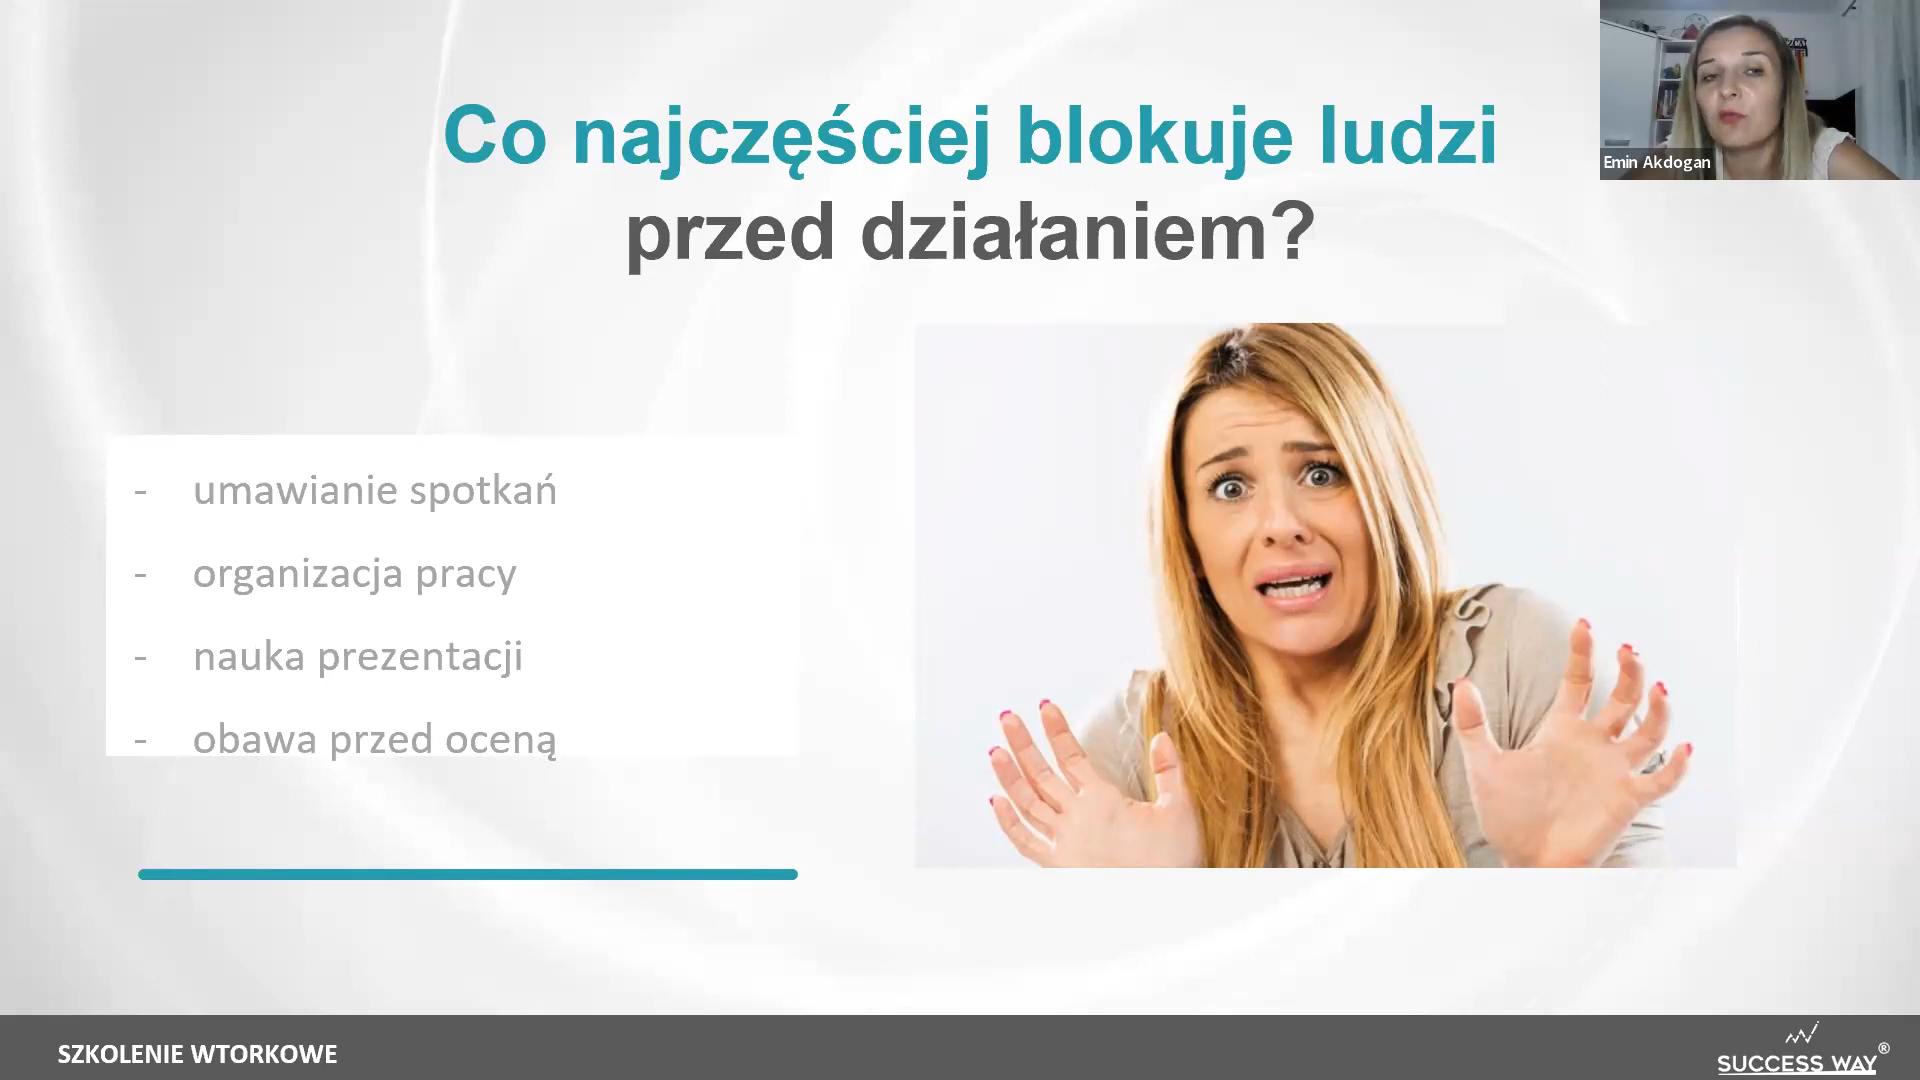 Co najczęściej blokuje ludzi
przed działaniem?
Emin Akdogan
- umawianie spotkań
- organizacja pracy
- nauka prezentacji
- obawa przed oceną
SZKOLENIE WTORKOWE
SUCCESS WAY®